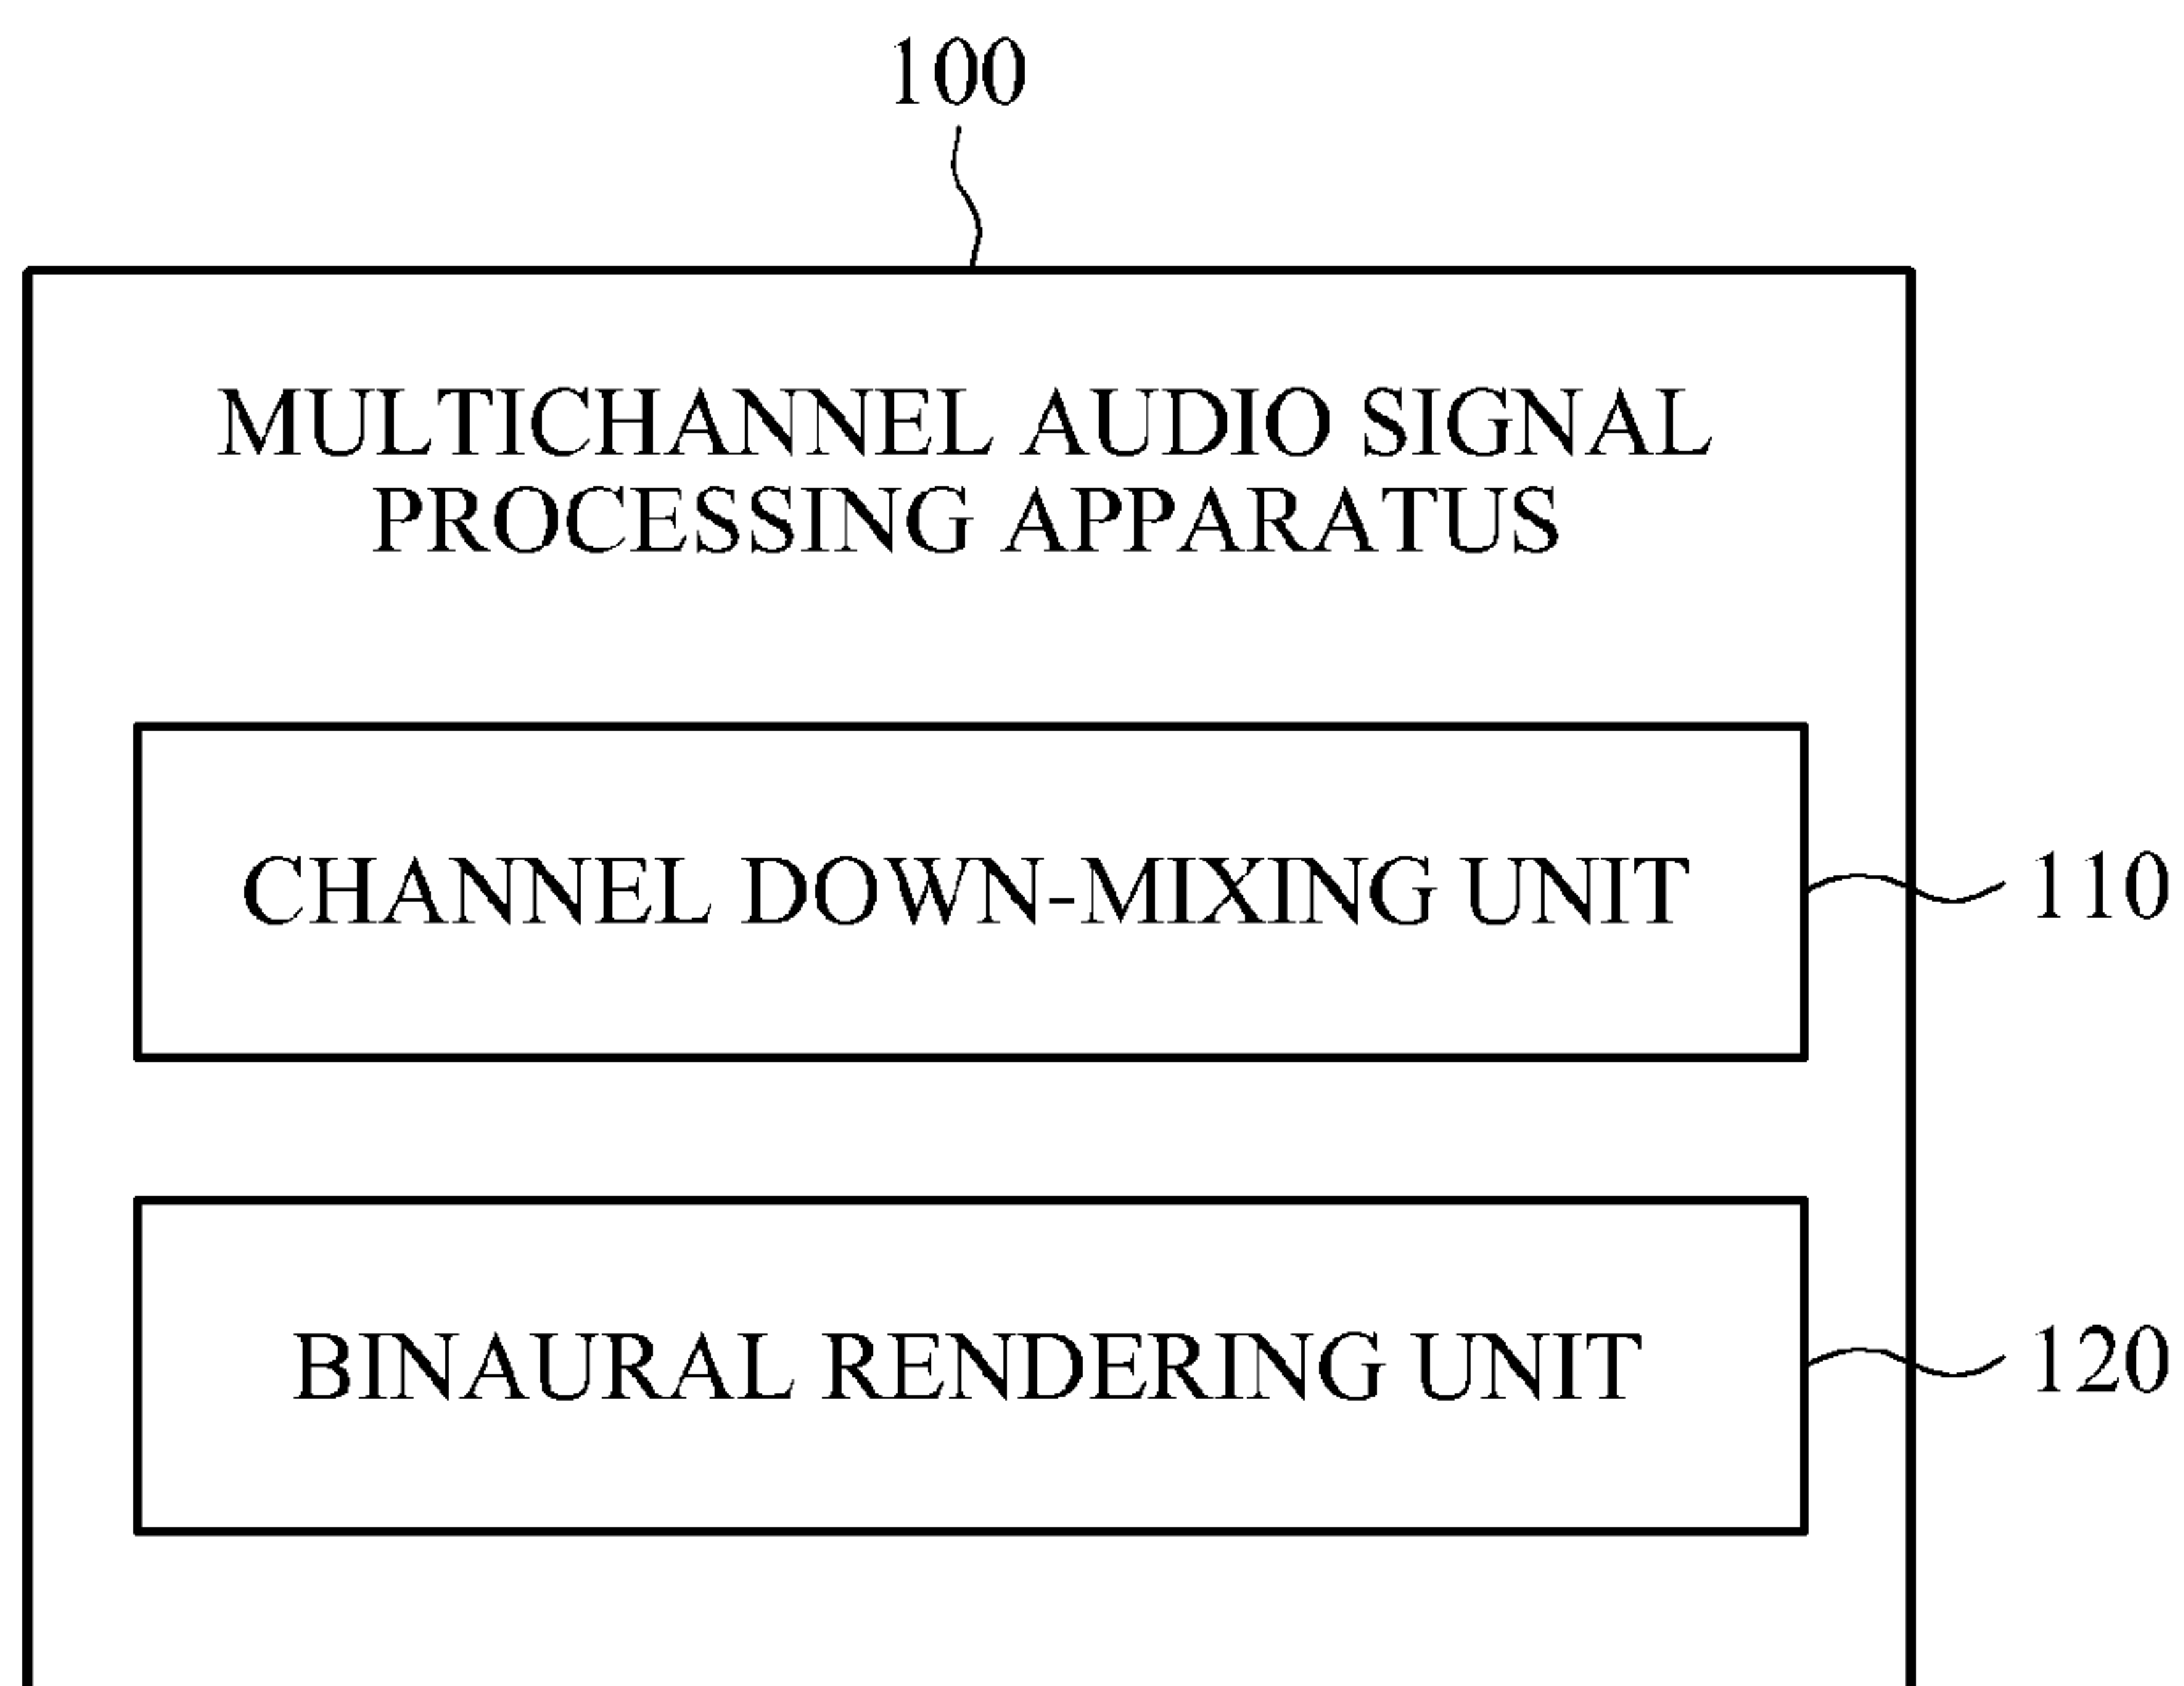 100
MULTICHANNEL AUDIO SIGNAL
PROCESSING APPARATUS
CHANNEL DOWN-MIXING UNIT
110
BINAURAL RENDERING UNIT
120